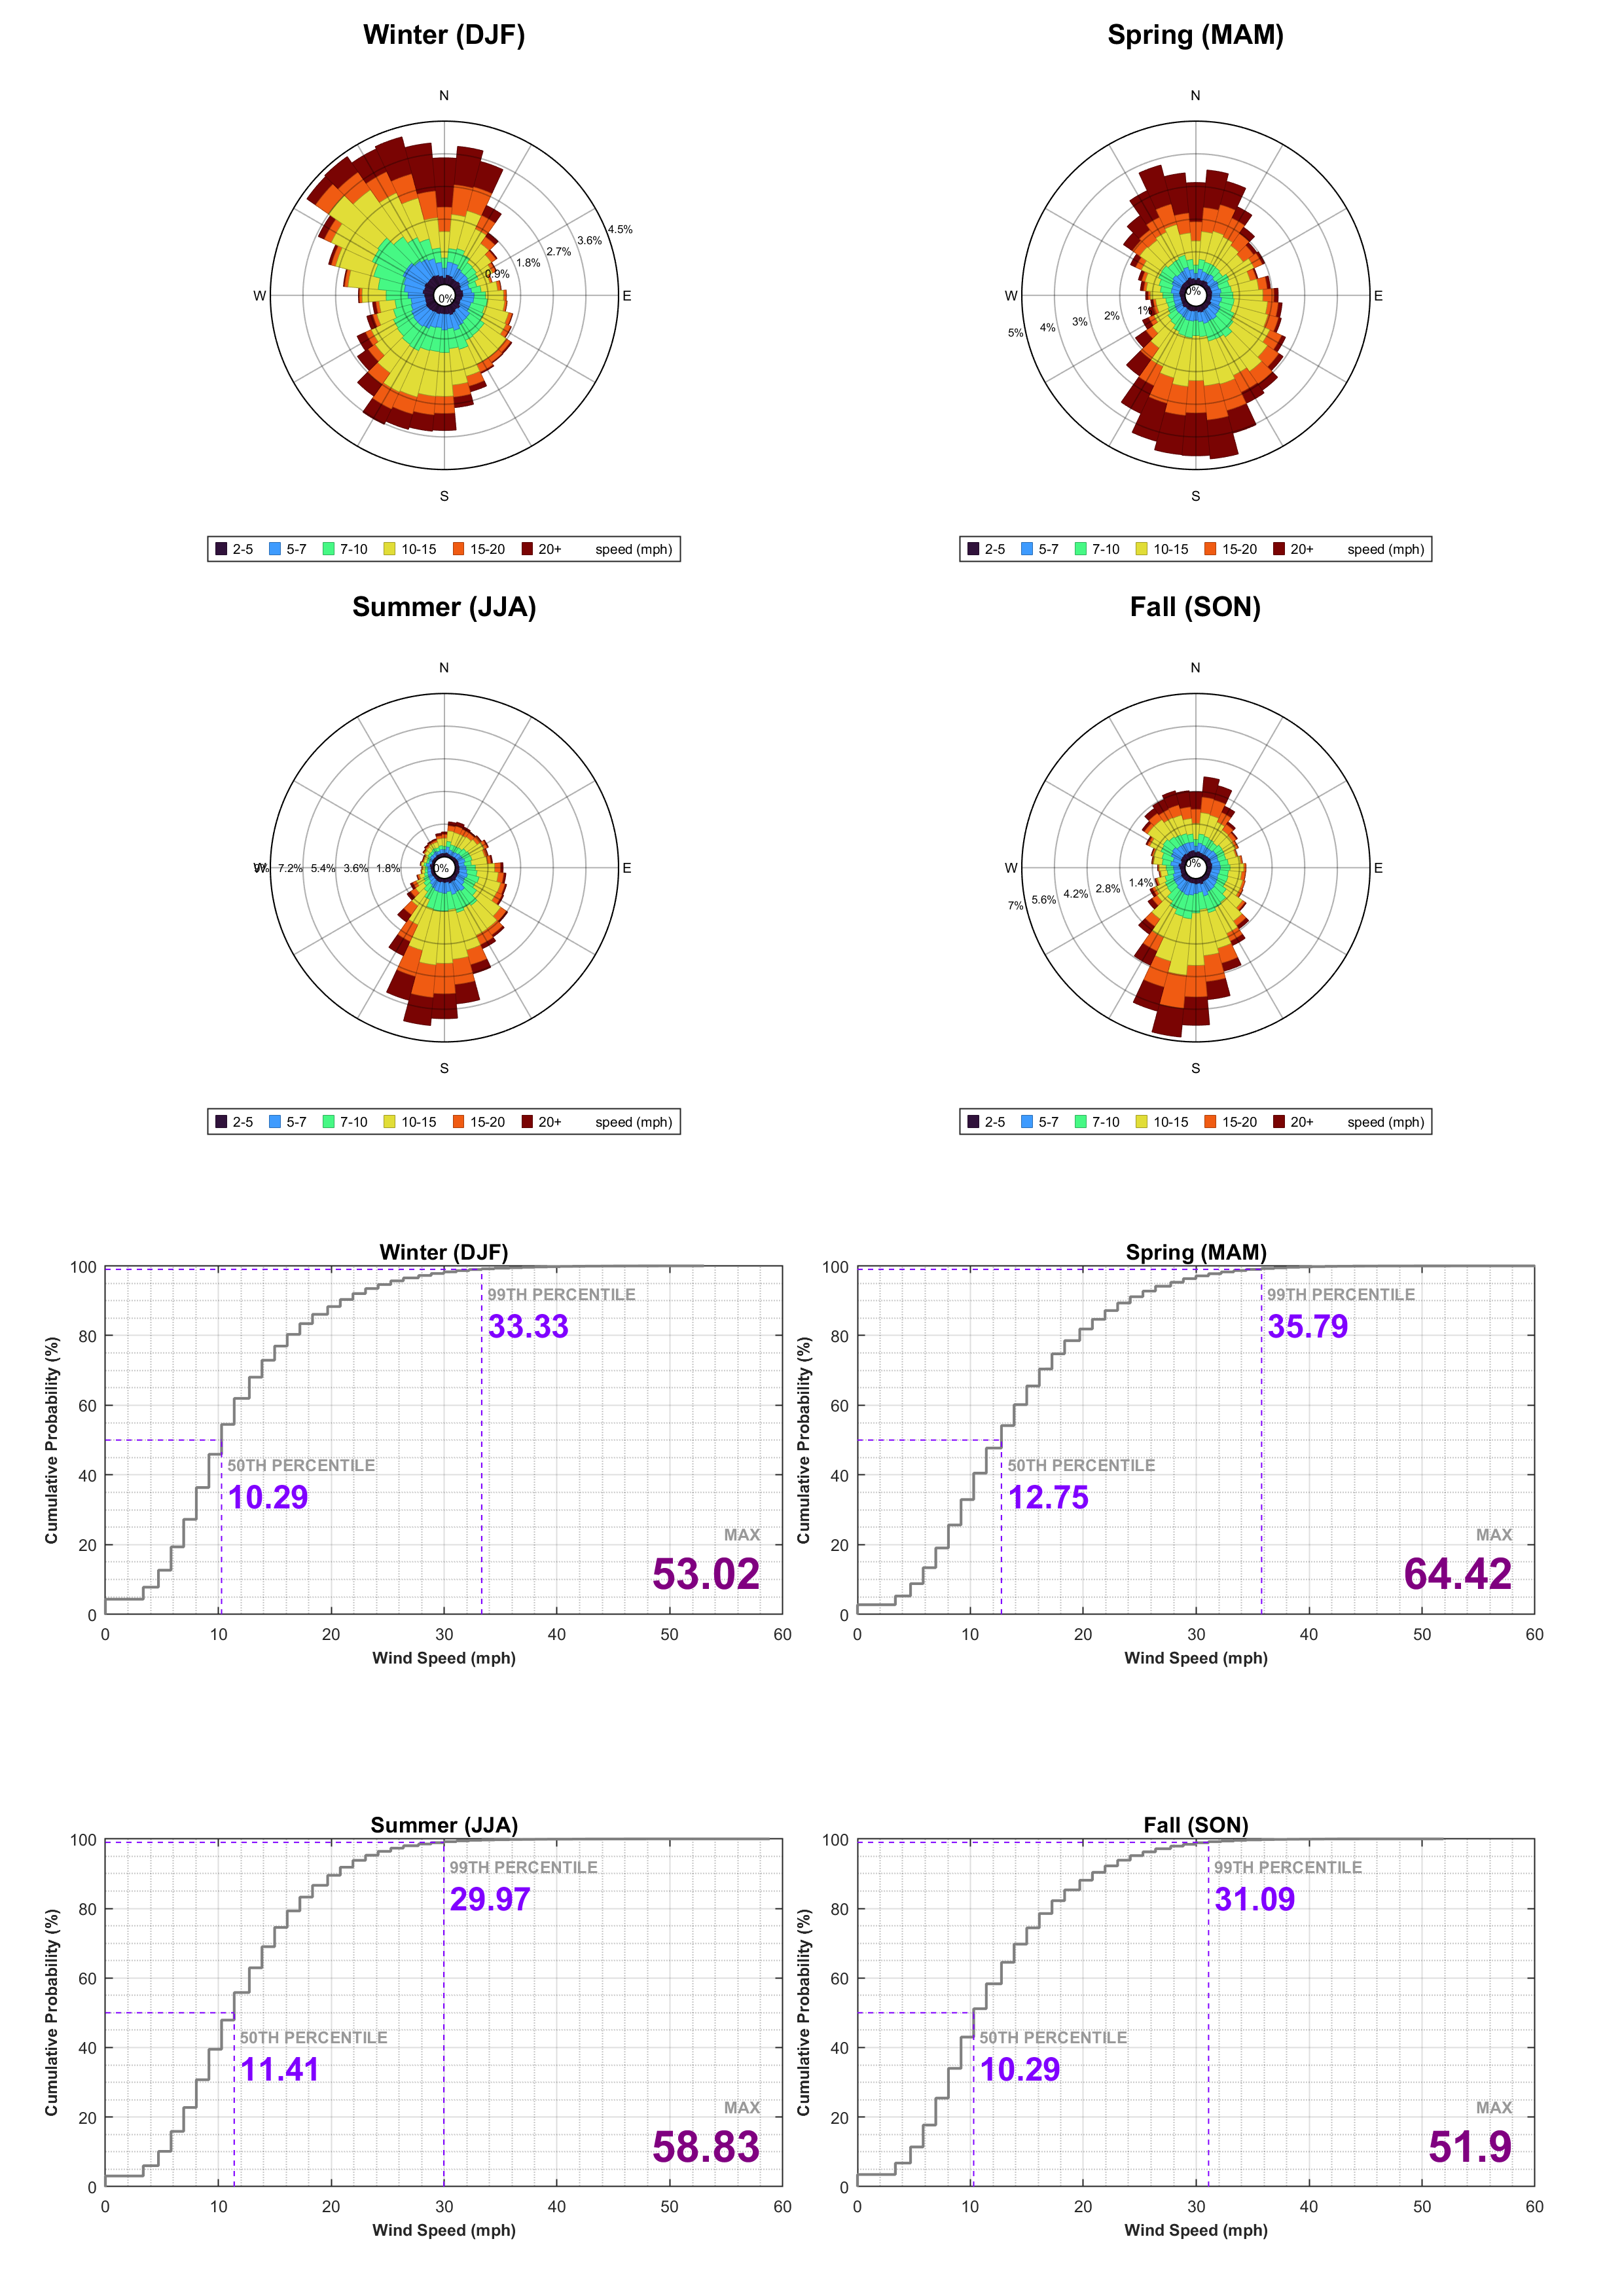 Winter (DJF)
Spring (MAM)
N
N
4.5%
3.6%
2.7%
1.8%
0.9%
0%
W
E
0%
1%
2%
3%
4%
5%
W
E
S
S
2-5 5-7 7-10 10-15 15-20 20+ speed (mph)
2-5 5-7 7-10 10-15 15-20 20+ speed (mph)
Summer (JJA)
Fall (SON)
N
N
W 7.2% 5.4% 3.6% 1.8% 0% E
0%
W
E
1.4%
2.8%
4.2%
5.6%
7%
S
S
2-5 5-7 7-10 10-15 15-20 20+ speed (mph)
2-5 5-7 7-10 10-15 15-20 20+ speed (mph)
Winter (DJF)
100
80
60
40
20
0
Cumulative Probability (%)
99TH PERCENTILE
33.33
50TH PERCENTILE
10.29
MAX
53.02
0 10 20 30 40 50 60
Wind Speed (mph)
Spring (MAM)
100
80
60
40
20
0
Cumulative Probability (%)
99TH PERCENTILE
35.79
50TH PERCENTILE
12.75
MAX
64.42
0 10 20 30 40 50 60
Wind Speed (mph)
Summer (JJA)
100
80
60
40
20
0
Cumulative Probability (%)
99TH PERCENTILE
29.97
50TH PERCENTILE
11.41
MAX
58.83
0 10 20 30 40 50 60
Wind Speed (mph)
Fall (SON)
100
80
60
40
20
0
Cumulative Probability (%)
99TH PERCENTILE
31.09
50TH PERCENTILE
10.29
MAX
51.9
0 10 20 30 40 50 60
Wind Speed (mph)